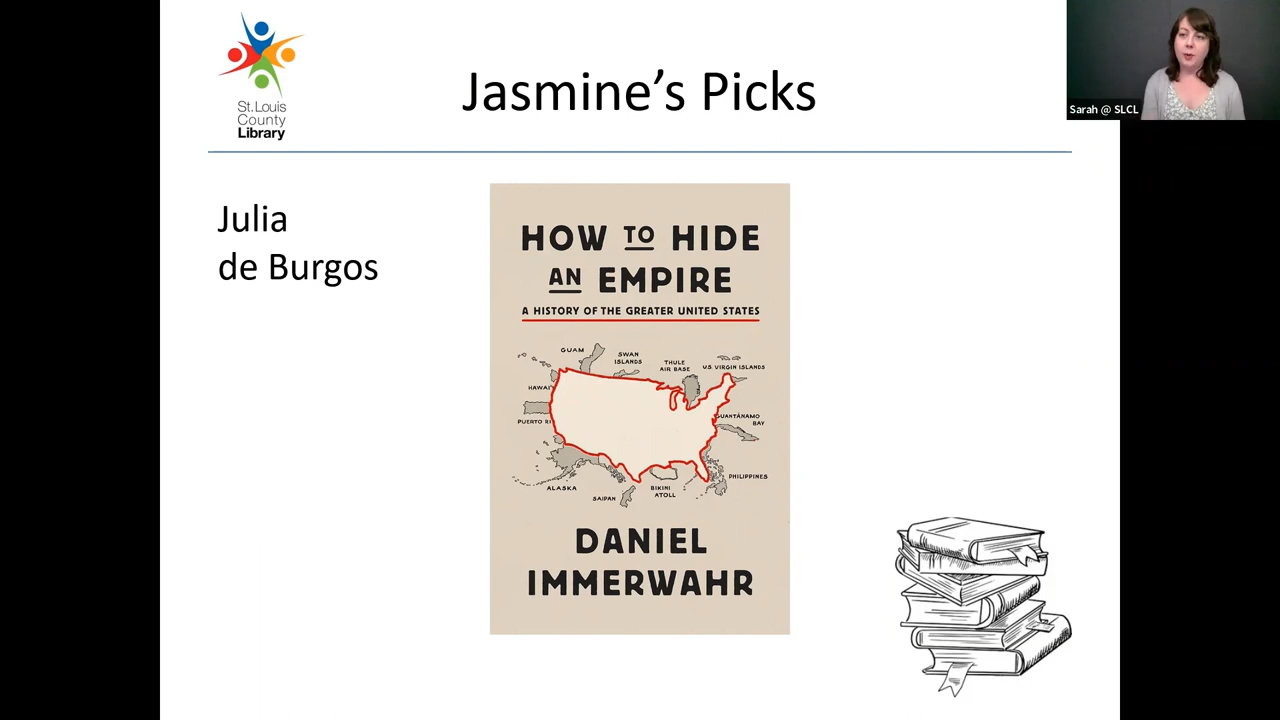 St.Louis
County
Library
Jasmine's Picks
Sarah @ SLCL
Julia
de Burgos
HOW TO HIDE
AN EMPIRE
A HISTORY OF THE GREATER UNITED STATES
GUAM
SWAN
ISLANDS
THULE
AIR BASE
U.S. VIRGIN ISLANDS
HAWAI
PUERTO RI
GUANTÁNAMO
BAY
ALASKA
SAIPAN
BIKINI
ATOLL
PHILIPPINES
DANIEL
IMMERWAHR